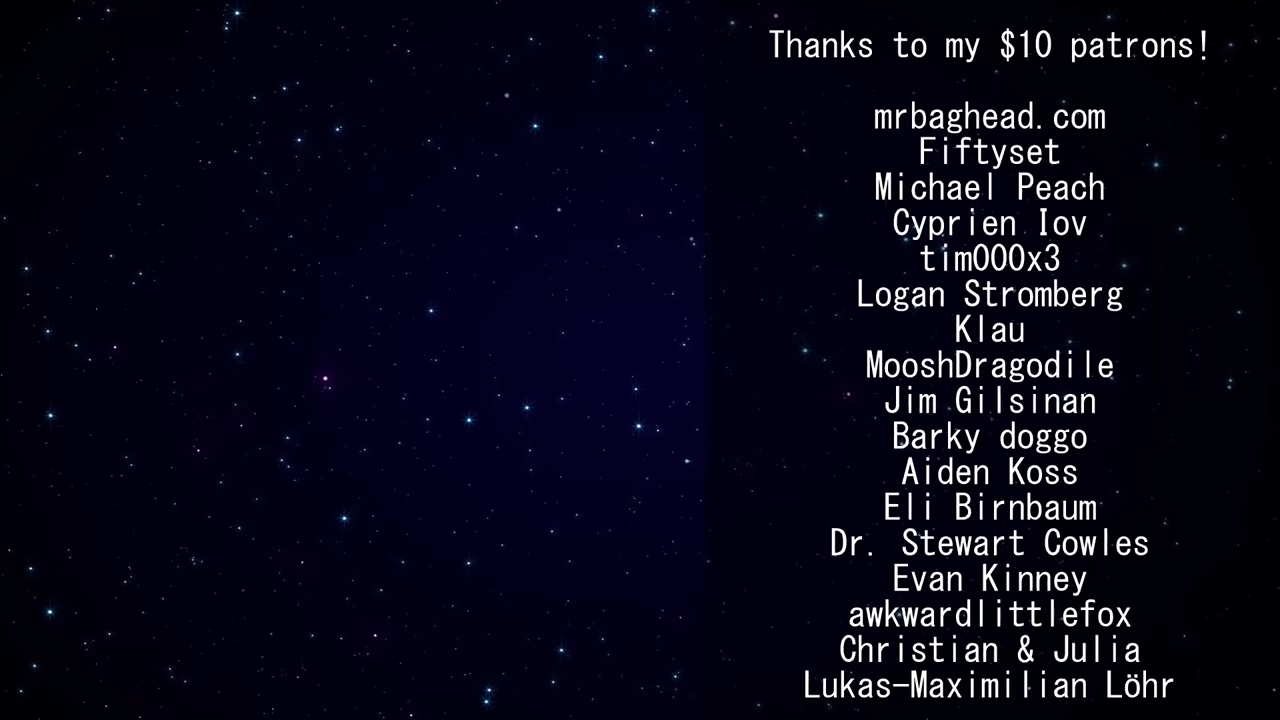 Thanks to my $10 patrons!
mrbaghead.com
Fiftyset
Michael Peach
Cyprien Iov
tim000x3
Logan Stromberg
Klau
MooshDragodile
Jim Gilsinan
Barky doggo
Aiden Koss
Eli Birnbaum
Dr. Stewart Cowles
Evan Kinney
awkwardlittlefox
Christian & Julia
Lukas-Maximilian Löhr